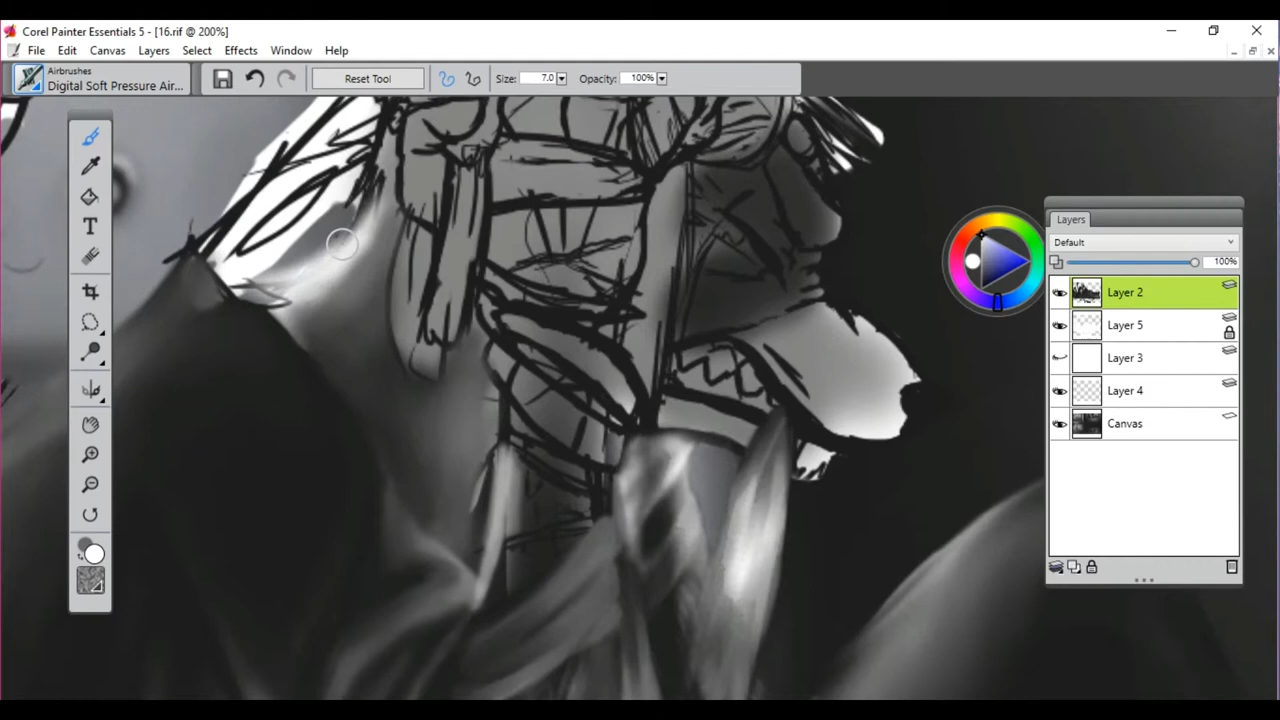 Corel Painter Essentials 5 - [16.rif @ 200%]
File Edit Canvas Layers Select Effects Window Help
Airbrushes
Digital Soft Pressure Air...
Reset Tool
Size: 7.0
Opacity: 100%
Layers
Default
100%
Layer 2
Layer 5
Layer 3
Layer 4
Canvas
T